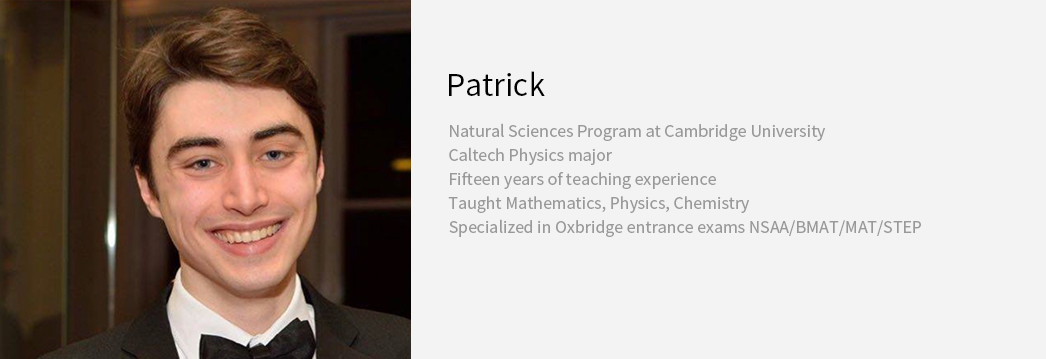 Patrick
Natural Sciences Program at Cambridge University
Caltech Physics major
Fifteen years of teaching experience
Taught Mathematics, Physics, Chemistry
Specialized in Oxbridge entrance exams NSAA/BMAT/MAT/STEP